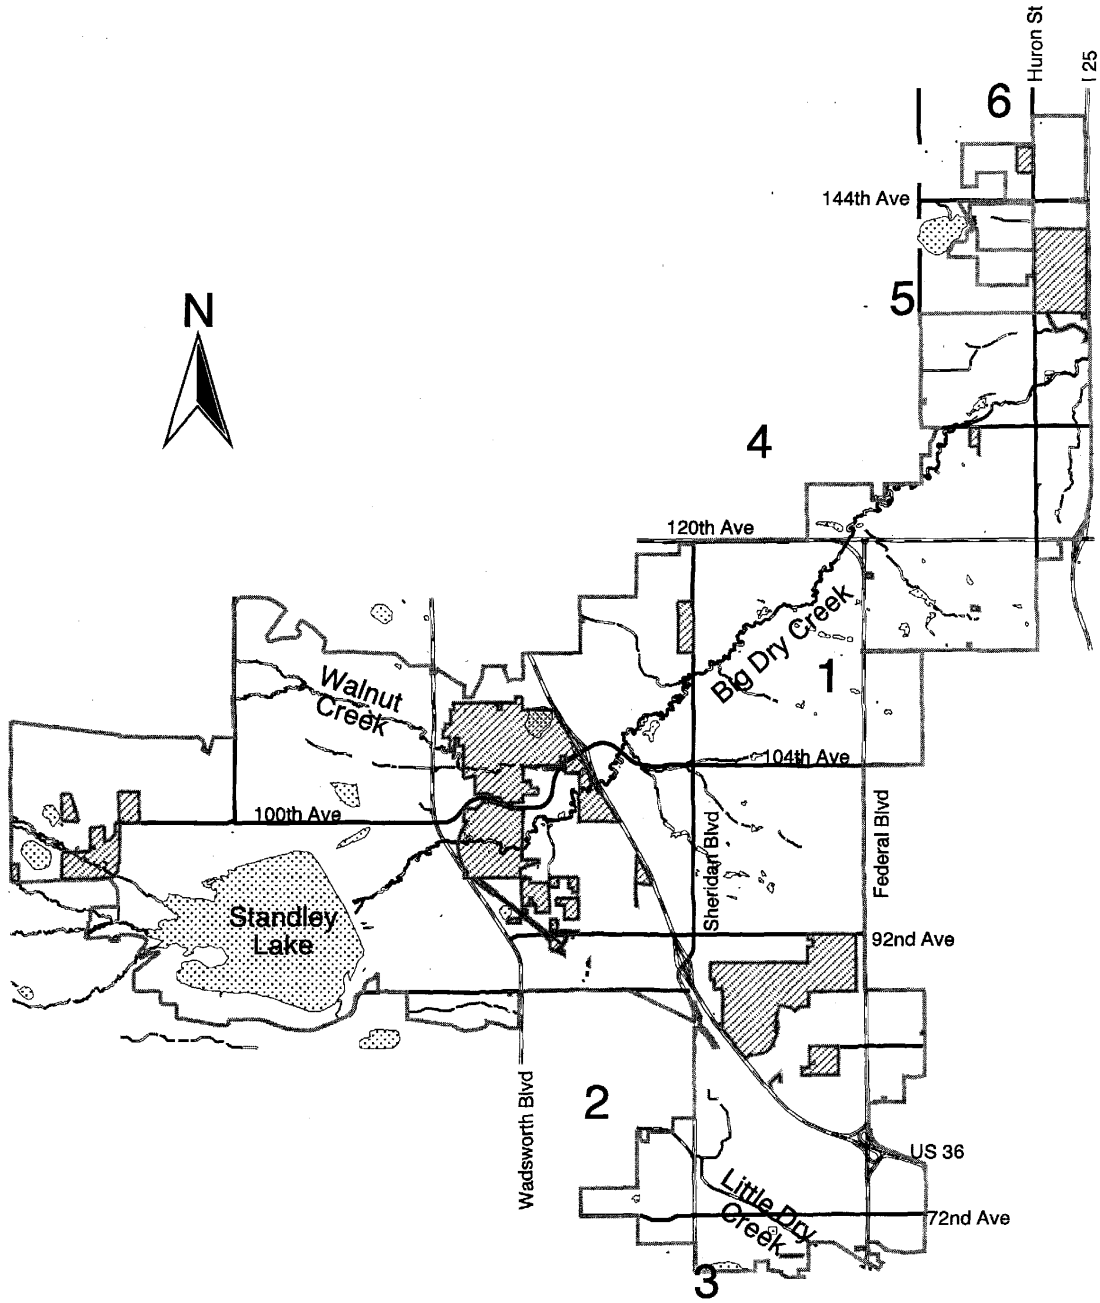 Huron St
I 25
6
144th Ave
5
N
4
120th Ave
Big Dry Creek
1
Walnut
Creek
104th Ave
100th Ave
Sheridan Blvd
Federal Blvd
Standley
Lake
92nd Ave
Wadsworth Blvd
2
US 36
Little Dry
Creek
72nd Ave
3